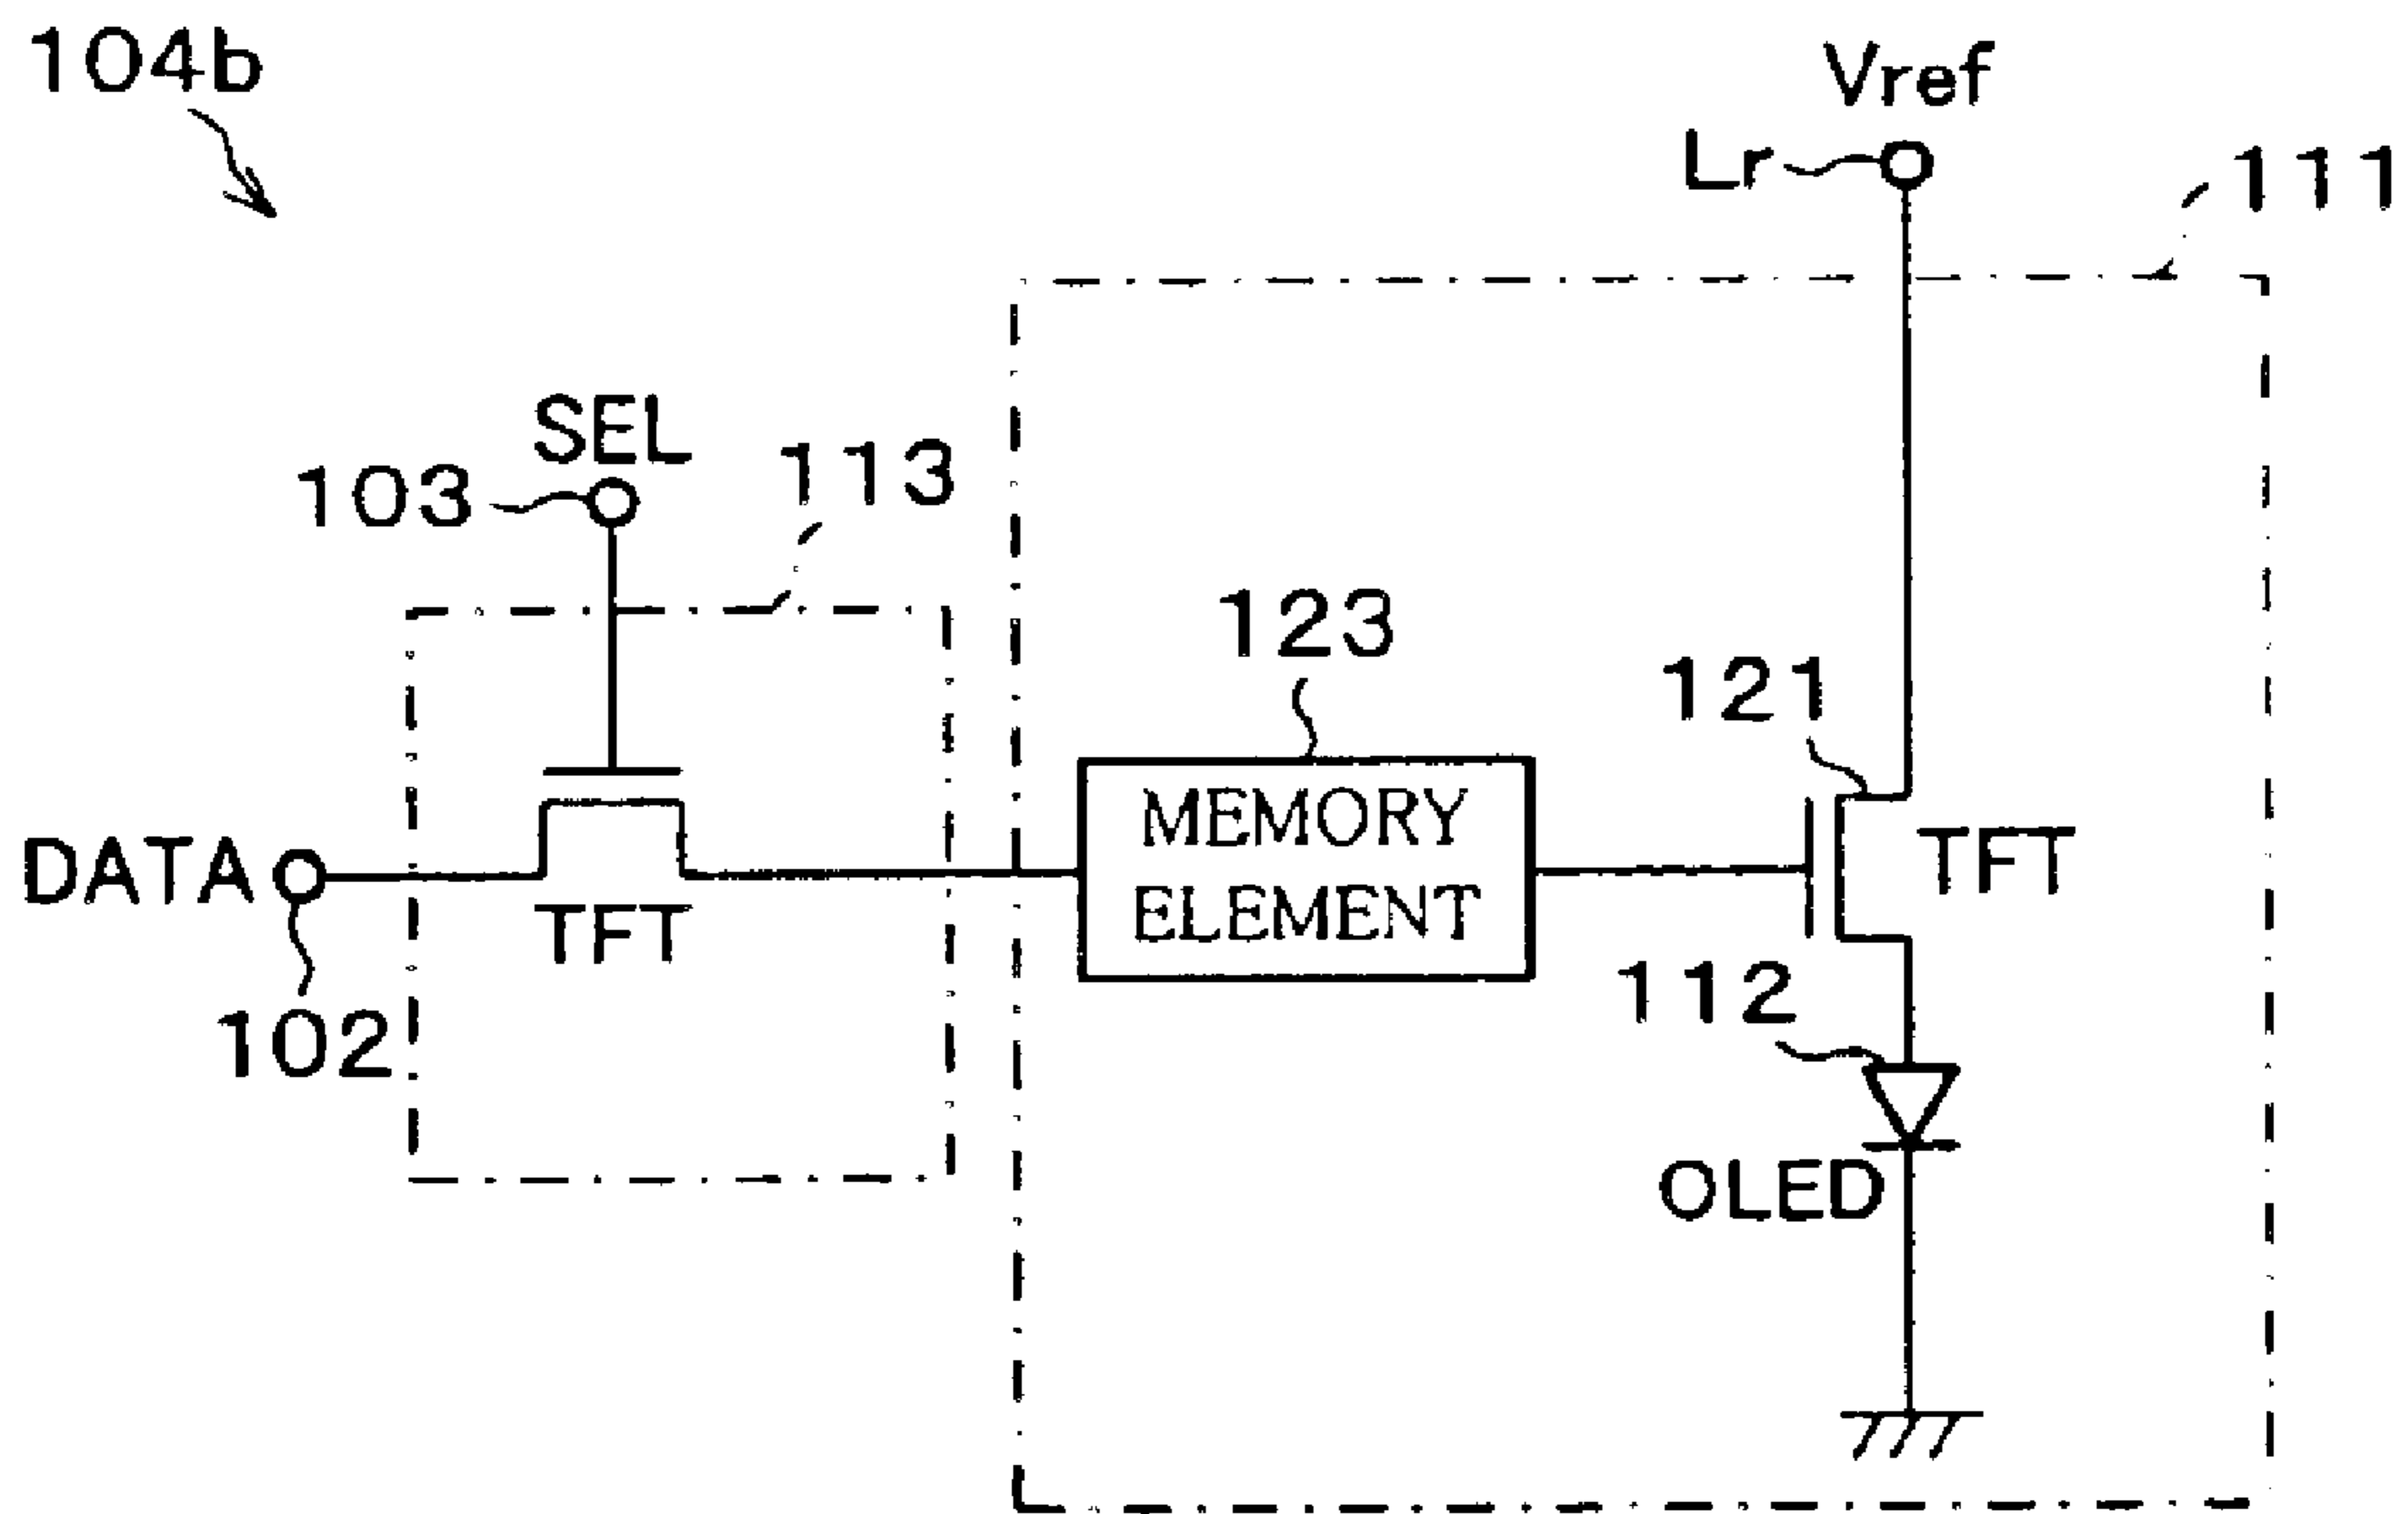 104b
Vref
Lr
111
SEL
103
113
123
121
MEMORY
ELEMENT
TFT
DATA
TFT
102
112
OLED